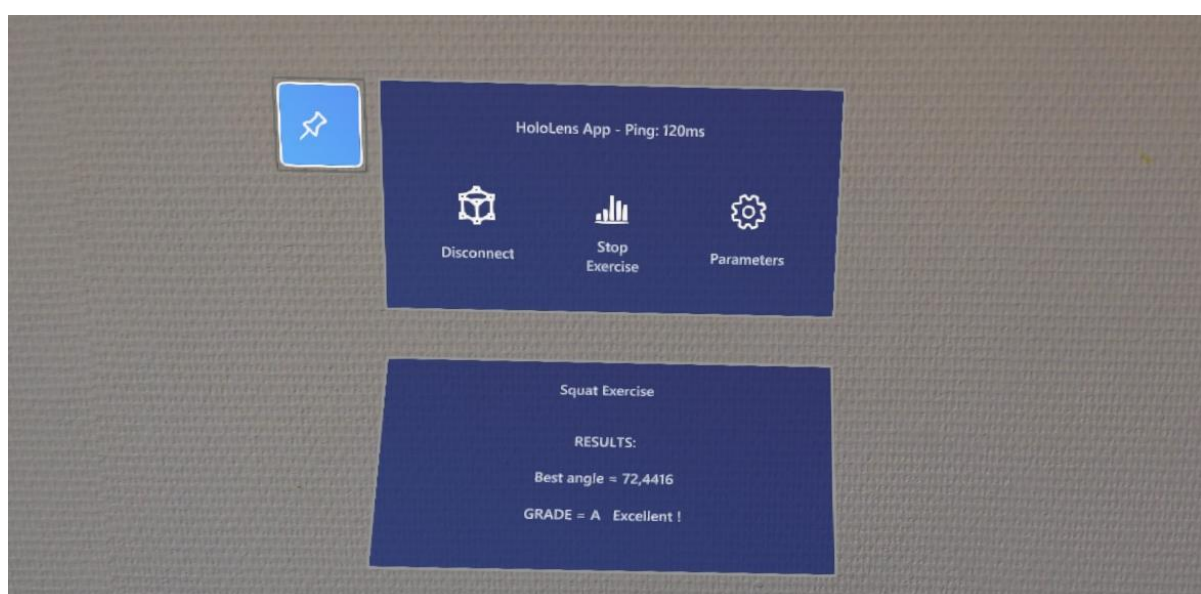 HoloLens App - Ping: 120ms
Disconnect
Stop
Exercise
Parameters
Squat Exercise
RESULTS:
Best angle = 72,4416
GRADE = A Excellent !